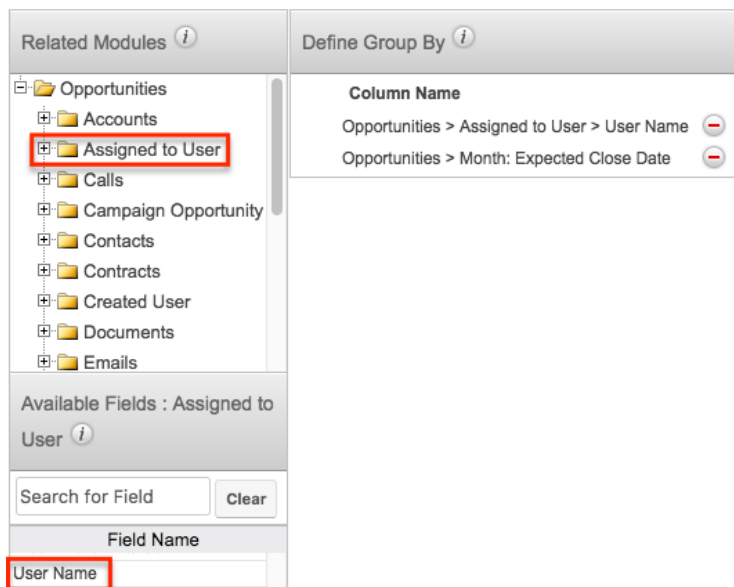 Related Modules i
Opportunities
Accounts
Assigned to User
Calls
Campaign Opportunity
Contacts
Contracts
Created User
Documents
Emails
Available Fields : Assigned to
User i
Search for Field
Clear
Field Name
User Name
Define Group By i
Column Name
Opportunities > Assigned to User > User Name
Opportunities > Month: Expected Close Date